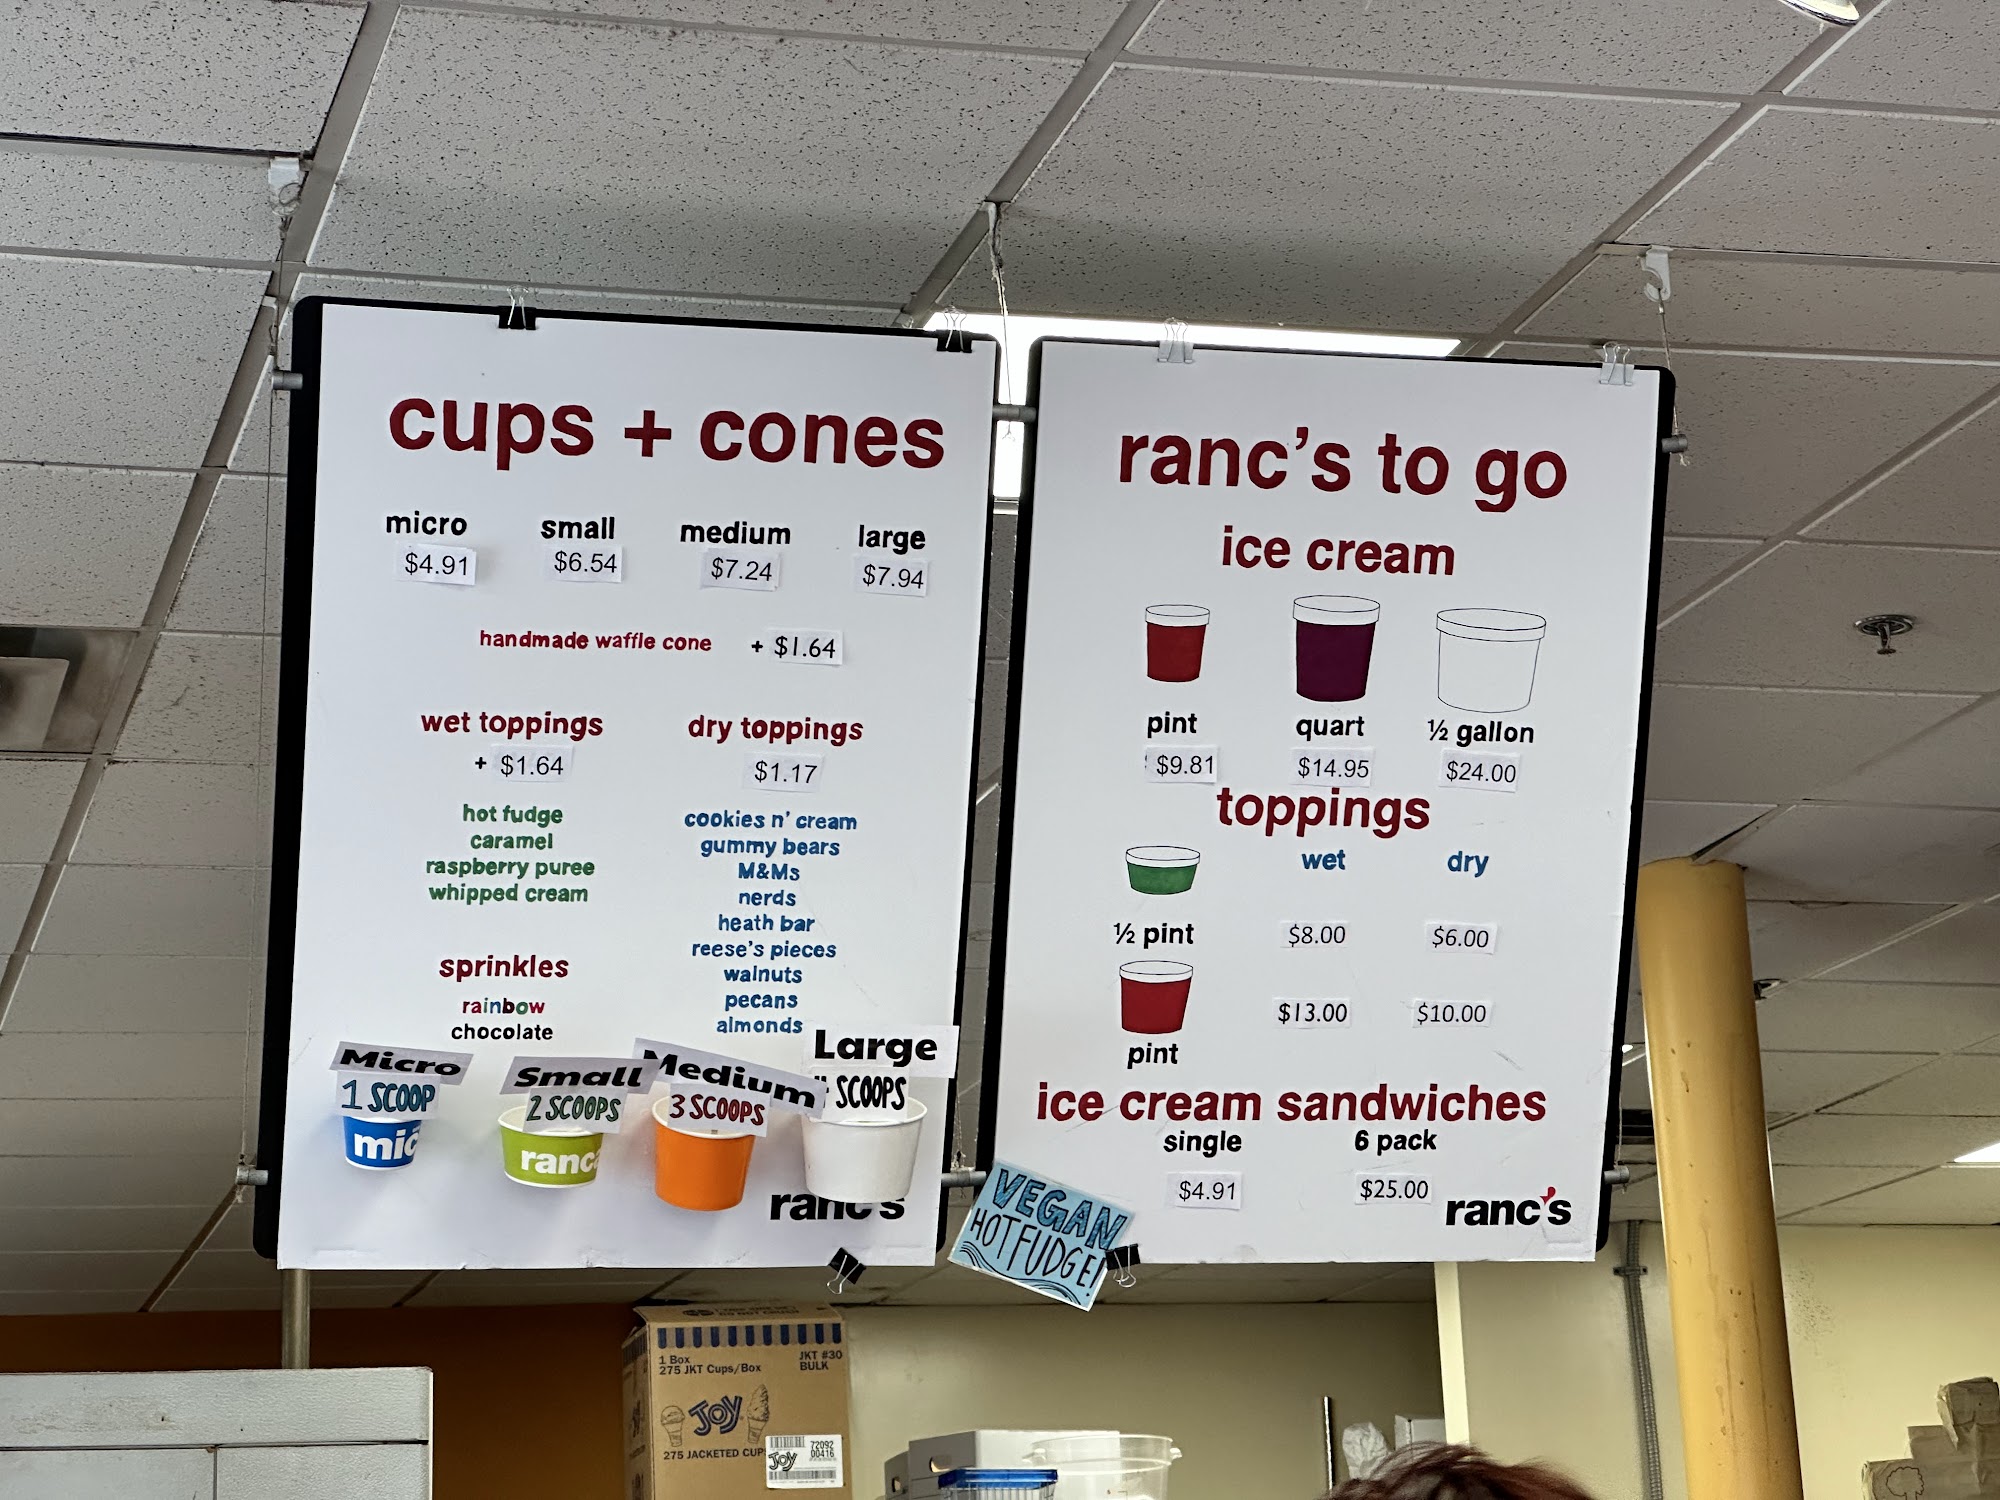 cups + cones
micro small medium large
$4.91 $6.54 $7.24 $7.94
handmade waffle cone + $1.64
wet toppings
+ $1.64
hot fudge
caramel
raspberry puree
whipped cream
sprinkles
rainbow
chocolate
dry toppings
$1.17
cookies n' cream
gummy bears
M&Ms
nerds
heath bar
reese's pieces
walnuts
pecans
almonds
Micro
1 SCOOP
mic
Small
2 SCOOPS
ranc
Medium
3 SCOOPS
Large
SCOOPS
ranc's
ranc's to go
ice cream
pint quart ½ gallon
$9.81 $14.95 $24.00
toppings
wet dry
½ pint $8.00 $6.00
pint $13.00 $10.00
ice cream sandwiches
single 6 pack
$4.91 $25.00
ranc's
VEGAN
HOT FUDGE!
1 Box
275 JKT Cups/Box
JKT #30
BULK
JOY
275 JACKETED CUP
JOY
72092
00416